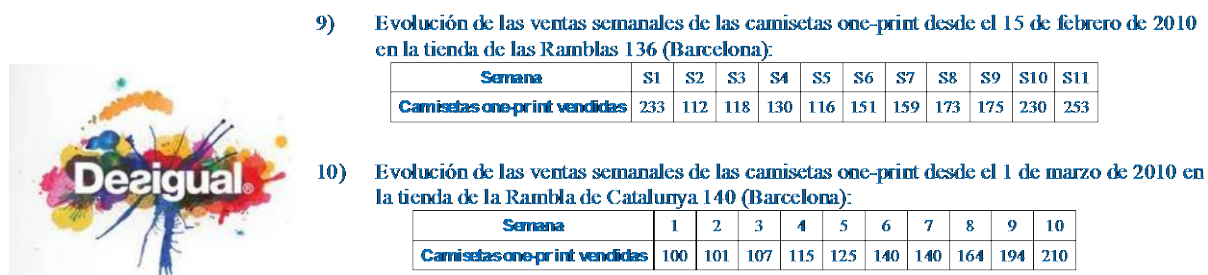 9) Evolución de las ventas semanales de las camisetas one-print desde el 15 de febrero de 2010
en la tienda de las Ramblas 136 (Barcelona):
Semana S1 S2 S3 S4 S5 S6 S7 S8 S9 S10 S11
Camisetas one-print vendidas 233 112 118 130 116 151 159 173 175 230 253
Desigual®
10) Evolución de las ventas semanales de las camisetas one-print desde el 1 de marzo de 2010 en
la tienda de la Rambla de Catalunya 140 (Barcelona):
Semana 1 2 3 4 5 6 7 8 9 10
Camisetas one-print vendidas 100 101 107 115 125 140 140 164 194 210